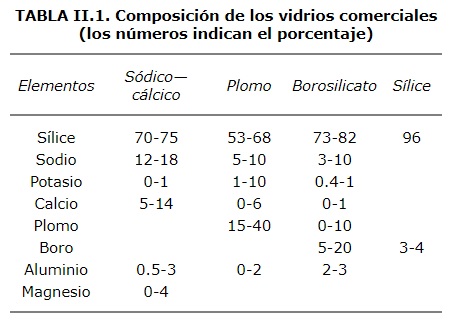 TABLA II.1. Composición de los vidrios comerciales
(los números indican el porcentaje)
Elementos Sódico—cálcico Plomo Borosilicato Sílice
Sílice 70-75 53-68 73-82 96
Sodio 12-18 5-10 3-10
Potasio 0-1 1-10 0.4-1
Calcio 5-14 0-6 0-1
Plomo 15-40 0-10
Boro 5-20 3-4
Aluminio 0.5-3 0-2 2-3
Magnesio 0-4